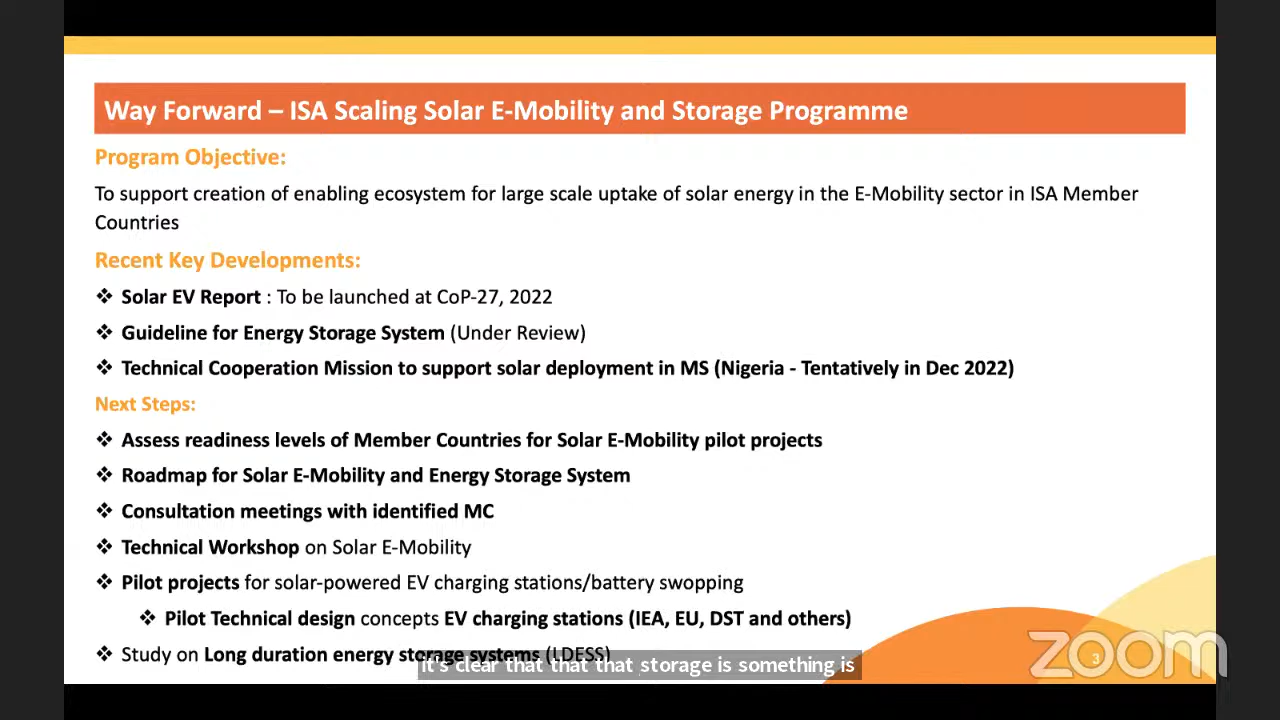 Way Forward – ISA Scaling Solar E-Mobility and Storage Programme
Program Objective:
To support creation of enabling ecosystem for large scale uptake of solar energy in the E-Mobility sector in ISA Member
Countries
Recent Key Developments:
❖ Solar EV Report : To be launched at CoP-27, 2022
❖ Guideline for Energy Storage System (Under Review)
❖ Technical Cooperation Mission to support solar deployment in MS (Nigeria - Tentatively in Dec 2022)
Next Steps:
❖ Assess readiness levels of Member Countries for Solar E-Mobility pilot projects
❖ Roadmap for Solar E-Mobility and Energy Storage System
❖ Consultation meetings with identified MC
❖ Technical Workshop on Solar E-Mobility
❖ Pilot projects for solar-powered EV charging stations/battery swopping
❖ Pilot Technical design concepts EV charging stations (IEA, EU, DST and others)
❖ Study on Long duration energy storage systems (LDESS)
it's clear that that that storage is something is
3
zoom